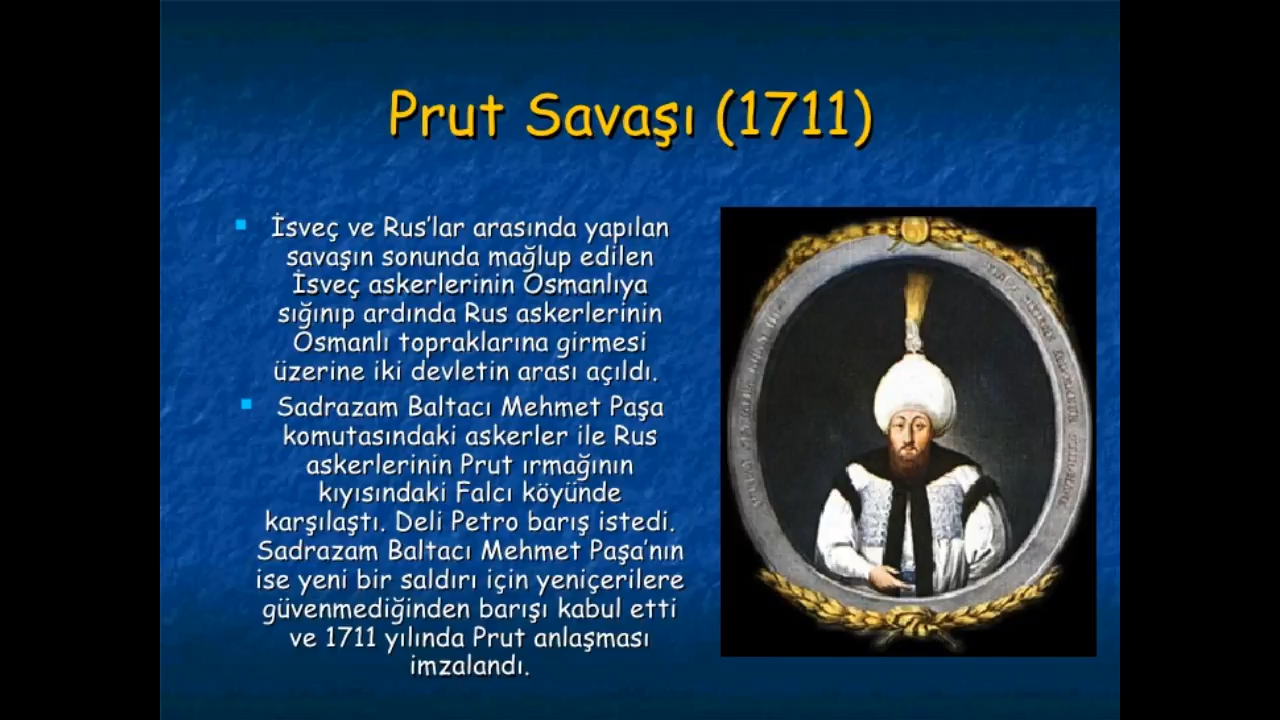 Prut Savaşı (1711)
İsveç ve Rus’lar arasında yapılan
savaşın sonunda mağlup edilen
İsveç askerlerinin Osmanlıya
sığınıp ardında Rus askerlerinin
Osmanlı topraklarına girmesi
üzerine iki devletin arası açıldı.
Sadrazam Baltacı Mehmet Paşa
komutasındaki askerler ile Rus
askerlerinin Prut ırmağının
kıyısındaki Falcı köyünde
karşılaştı. Deli Petro barış istedi.
Sadrazam Baltacı Mehmet Paşa’nın
ise yeni bir saldırı için yeniçerilere
güvenmediğinden barışı kabul etti
ve 1711 yılında Prut anlaşması
imzalandı.